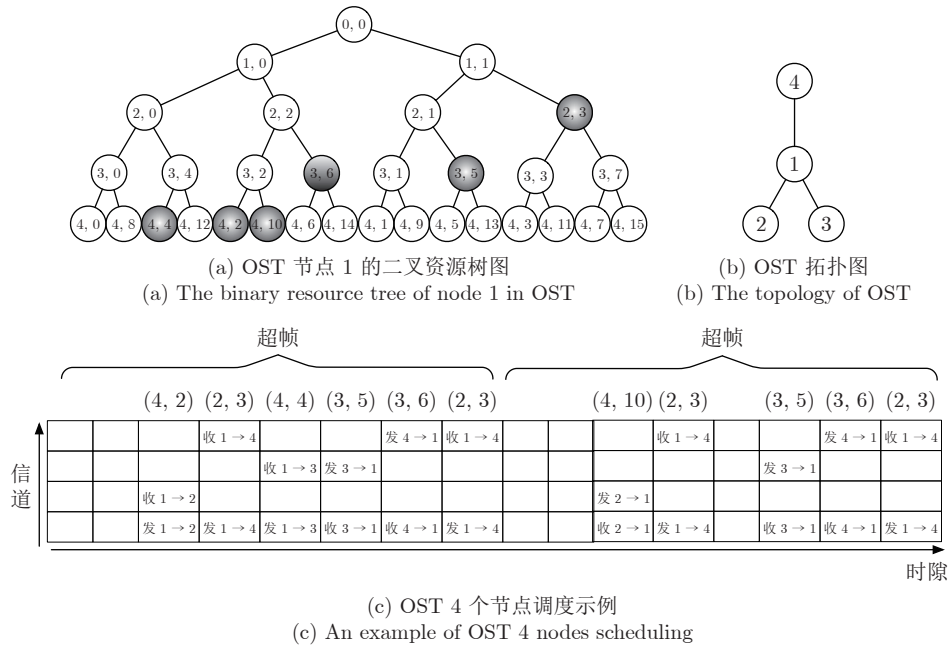 0, 0
1, 0 1, 1
2, 0 2, 2 2, 1 2, 3
3, 0 3, 4 3, 2 3, 6 3, 1 3, 5 3, 3 3, 7
4, 0 4, 8 4, 4 4, 12 4, 2 4, 10 4, 6 4, 14 4, 1 4, 9 4, 5 4, 13 4, 3 4, 11 4, 7 4, 15
(a) OST 节点 1 的二叉资源树图
(a) The binary resource tree of node 1 in OST
4
1
2 3
(b) OST 拓扑图
(b) The topology of OST
超帧 超帧
(4, 2) (2, 3) (4, 4) (3, 5) (3, 6) (2, 3) (4, 10) (2, 3) (3, 5) (3, 6) (2, 3)
收 1 → 4 发 4 → 1 收 1 → 4 收 1 → 4 发 4 → 1 收 1 → 4
收 1 → 3 发 3 → 1 发 3 → 1
收 1 → 2 发 2 → 1
发 1 → 2 发 1 → 4 发 1 → 3 收 3 → 1 收 4 → 1 发 1 → 4 收 2 → 1 发 1 → 4 收 3 → 1 收 4 → 1 发 1 → 4
信道
时隙
(c) OST 4 个节点调度示例
(c) An example of OST 4 nodes scheduling